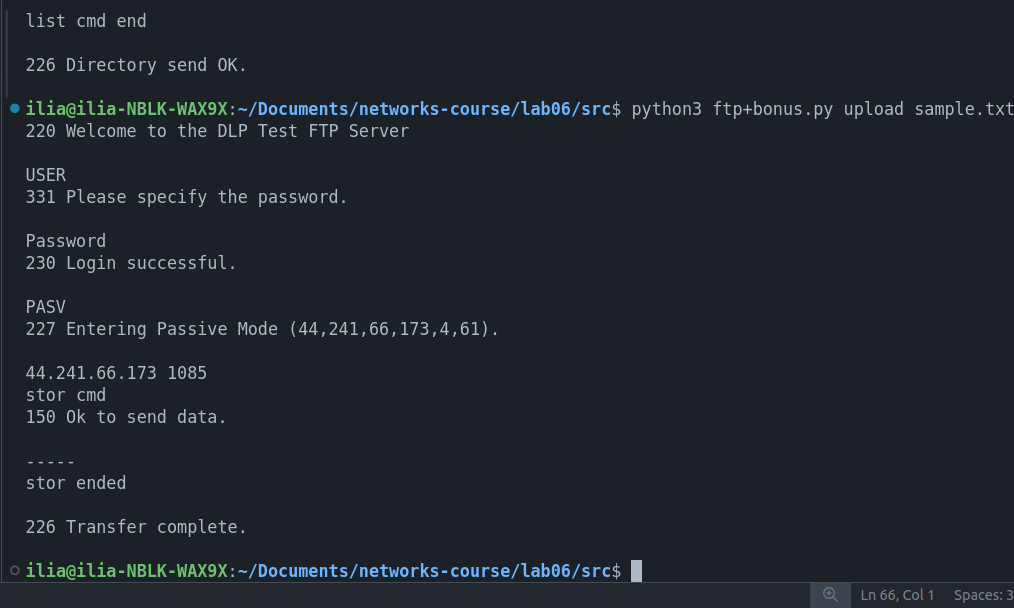 list cmd end
226 Directory send OK.
ilia@ilia-NBLK-WAX9X:~/Documents/networks-course/lab06/src$ python3 ftp+bonus.py upload sample.txt
220 Welcome to the DLP Test FTP Server
USER
331 Please specify the password.
Password
230 Login successful.
PASV
227 Entering Passive Mode (44,241,66,173,4,61).
44.241.66.173 1085
stor cmd
150 Ok to send data.
-----
stor ended
226 Transfer complete.
ilia@ilia-NBLK-WAX9X:~/Documents/networks-course/lab06/src$
Ln 66, Col 1 Spaces: 3